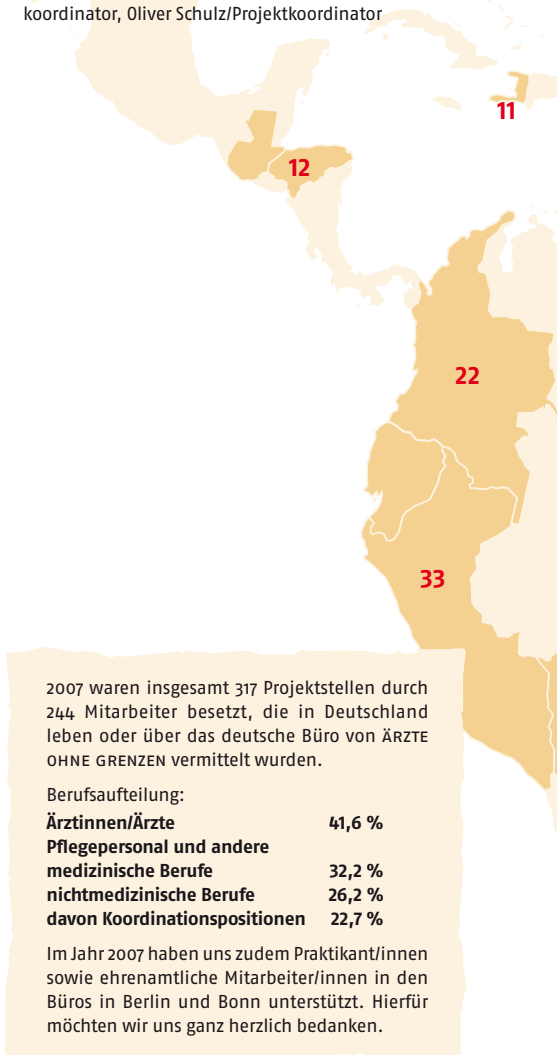 koordinator, Oliver Schulz/Projektkoordinator
11
12
22
33
2007 waren insgesamt 317 Projektstellen durch
244 Mitarbeiter besetzt, die in Deutschland
leben oder über das deutsche Büro von ÄRZTE
OHNE GRENZEN vermittelt wurden.
Berufsaufteilung:
Ärztinnen/Ärzte 41,6 %
Pflegepersonal und andere
medizinische Berufe 32,2 %
nichtmedizinische Berufe 26,2 %
davon Koordinationspositionen 22,7 %
Im Jahr 2007 haben uns zudem Praktikant/innen
sowie ehrenamtliche Mitarbeiter/innen in den
Büros in Berlin und Bonn unterstützt. Hierfür
möchten wir uns ganz herzlich bedanken.